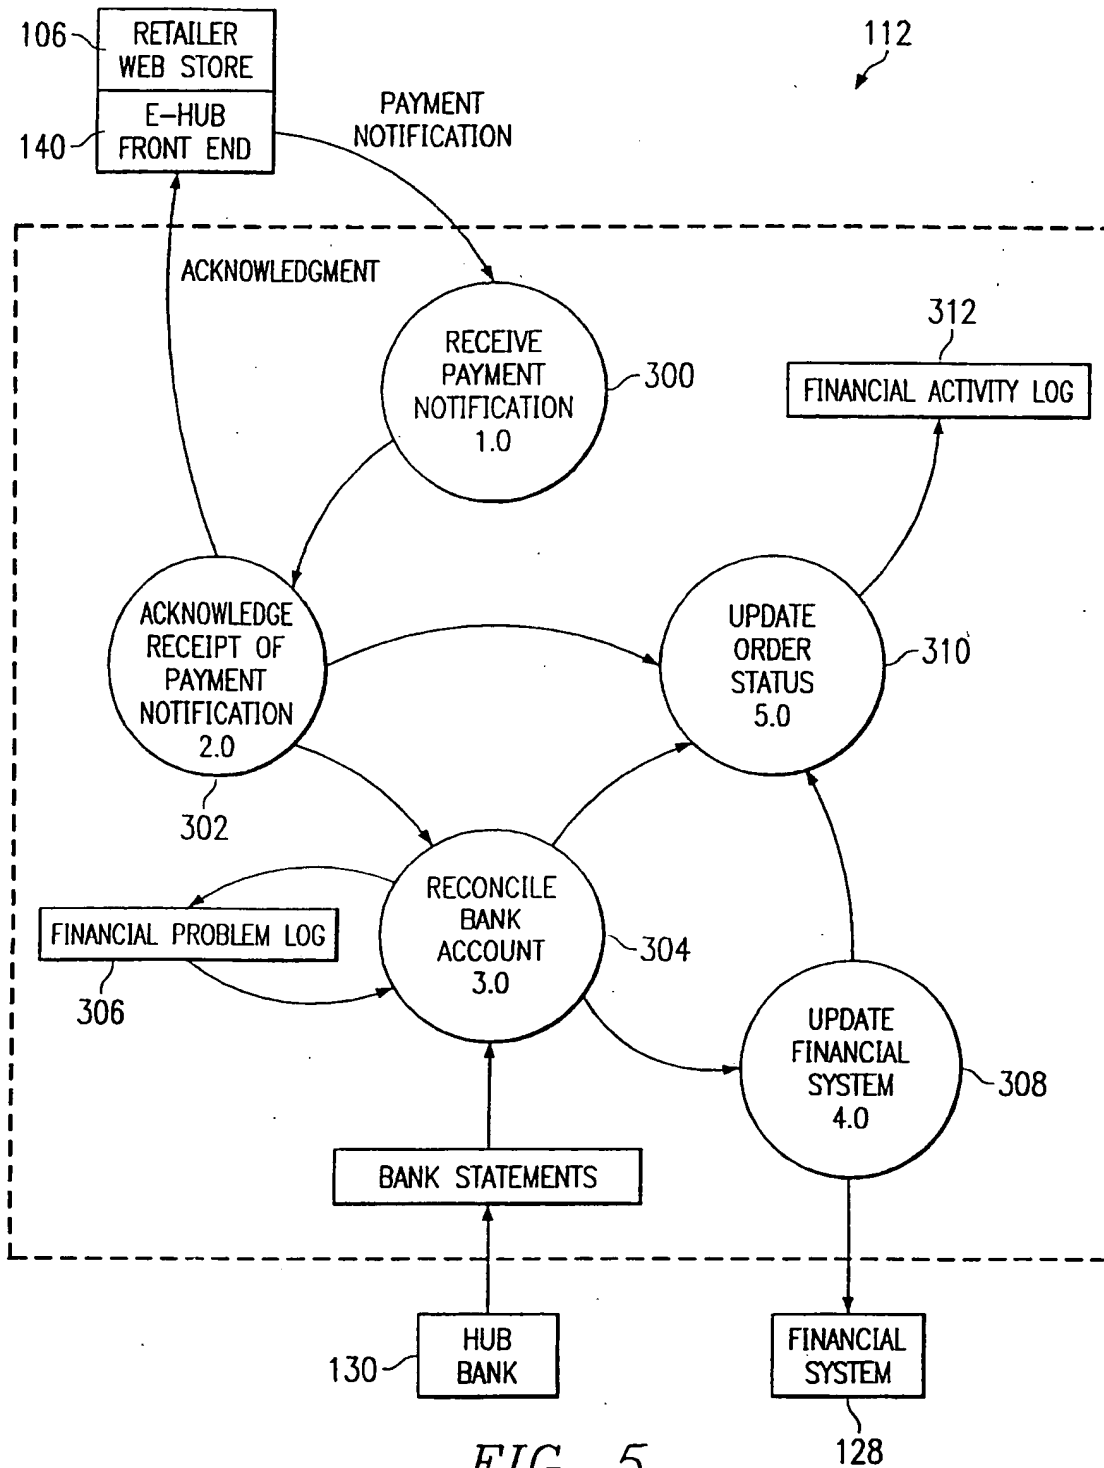 106
RETAILER
WEB STORE
112
E-HUB
FRONT END
140
PAYMENT
NOTIFICATION
ACKNOWLEDGMENT
RECEIVE
PAYMENT
NOTIFICATION
1.0
300
312
FINANCIAL ACTIVITY LOG
ACKNOWLEDGE
RECEIPT OF
PAYMENT
NOTIFICATION
2.0
302
UPDATE
ORDER
STATUS
5.0
310
RECONCILE
BANK
ACCOUNT
3.0
304
FINANCIAL PROBLEM LOG
306
UPDATE
FINANCIAL
SYSTEM
4.0
308
BANK STATEMENTS
HUB
BANK
130
FINANCIAL
SYSTEM
128
FIG. 5